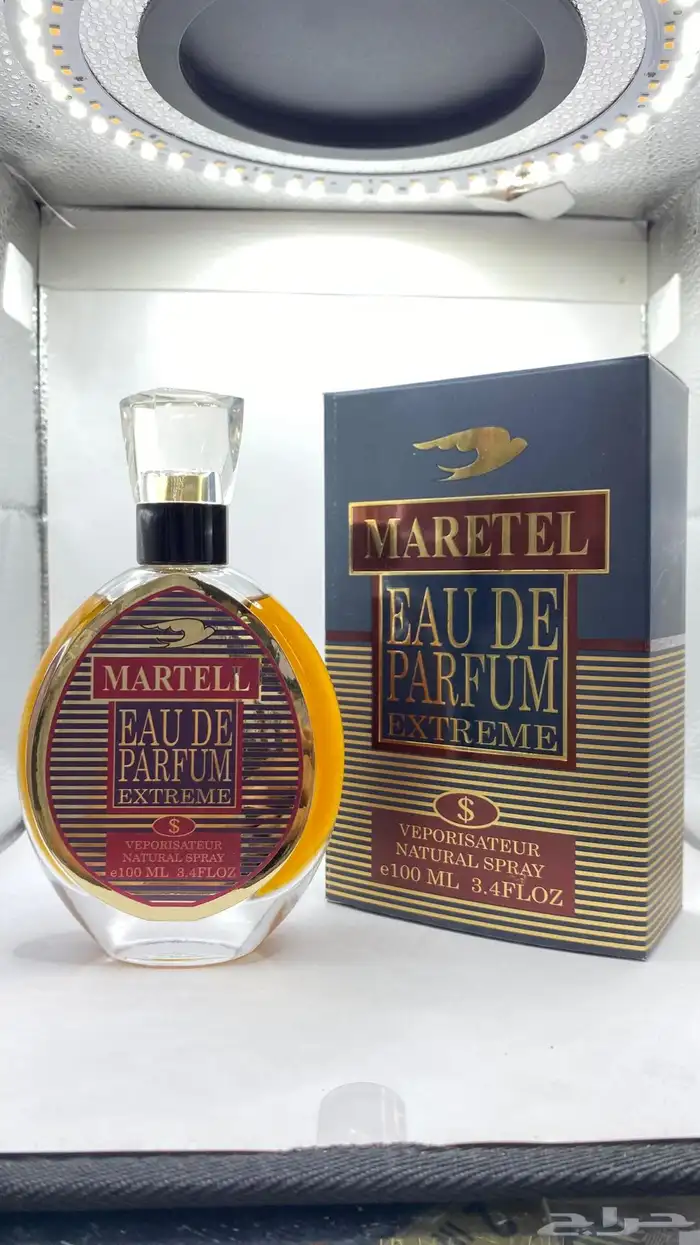 MARTELL
EAU DE
PARFUM
EXTREME
$
VEPORISATEUR
NATURAL SPRAY
e100 ML 3.4FLOZ
MARETEL
EAU DE
PARFUM
EXTREME
$
VEPORISATEUR
NATURAL SPRAY
e100 ML 3.4FLOZ
حراج